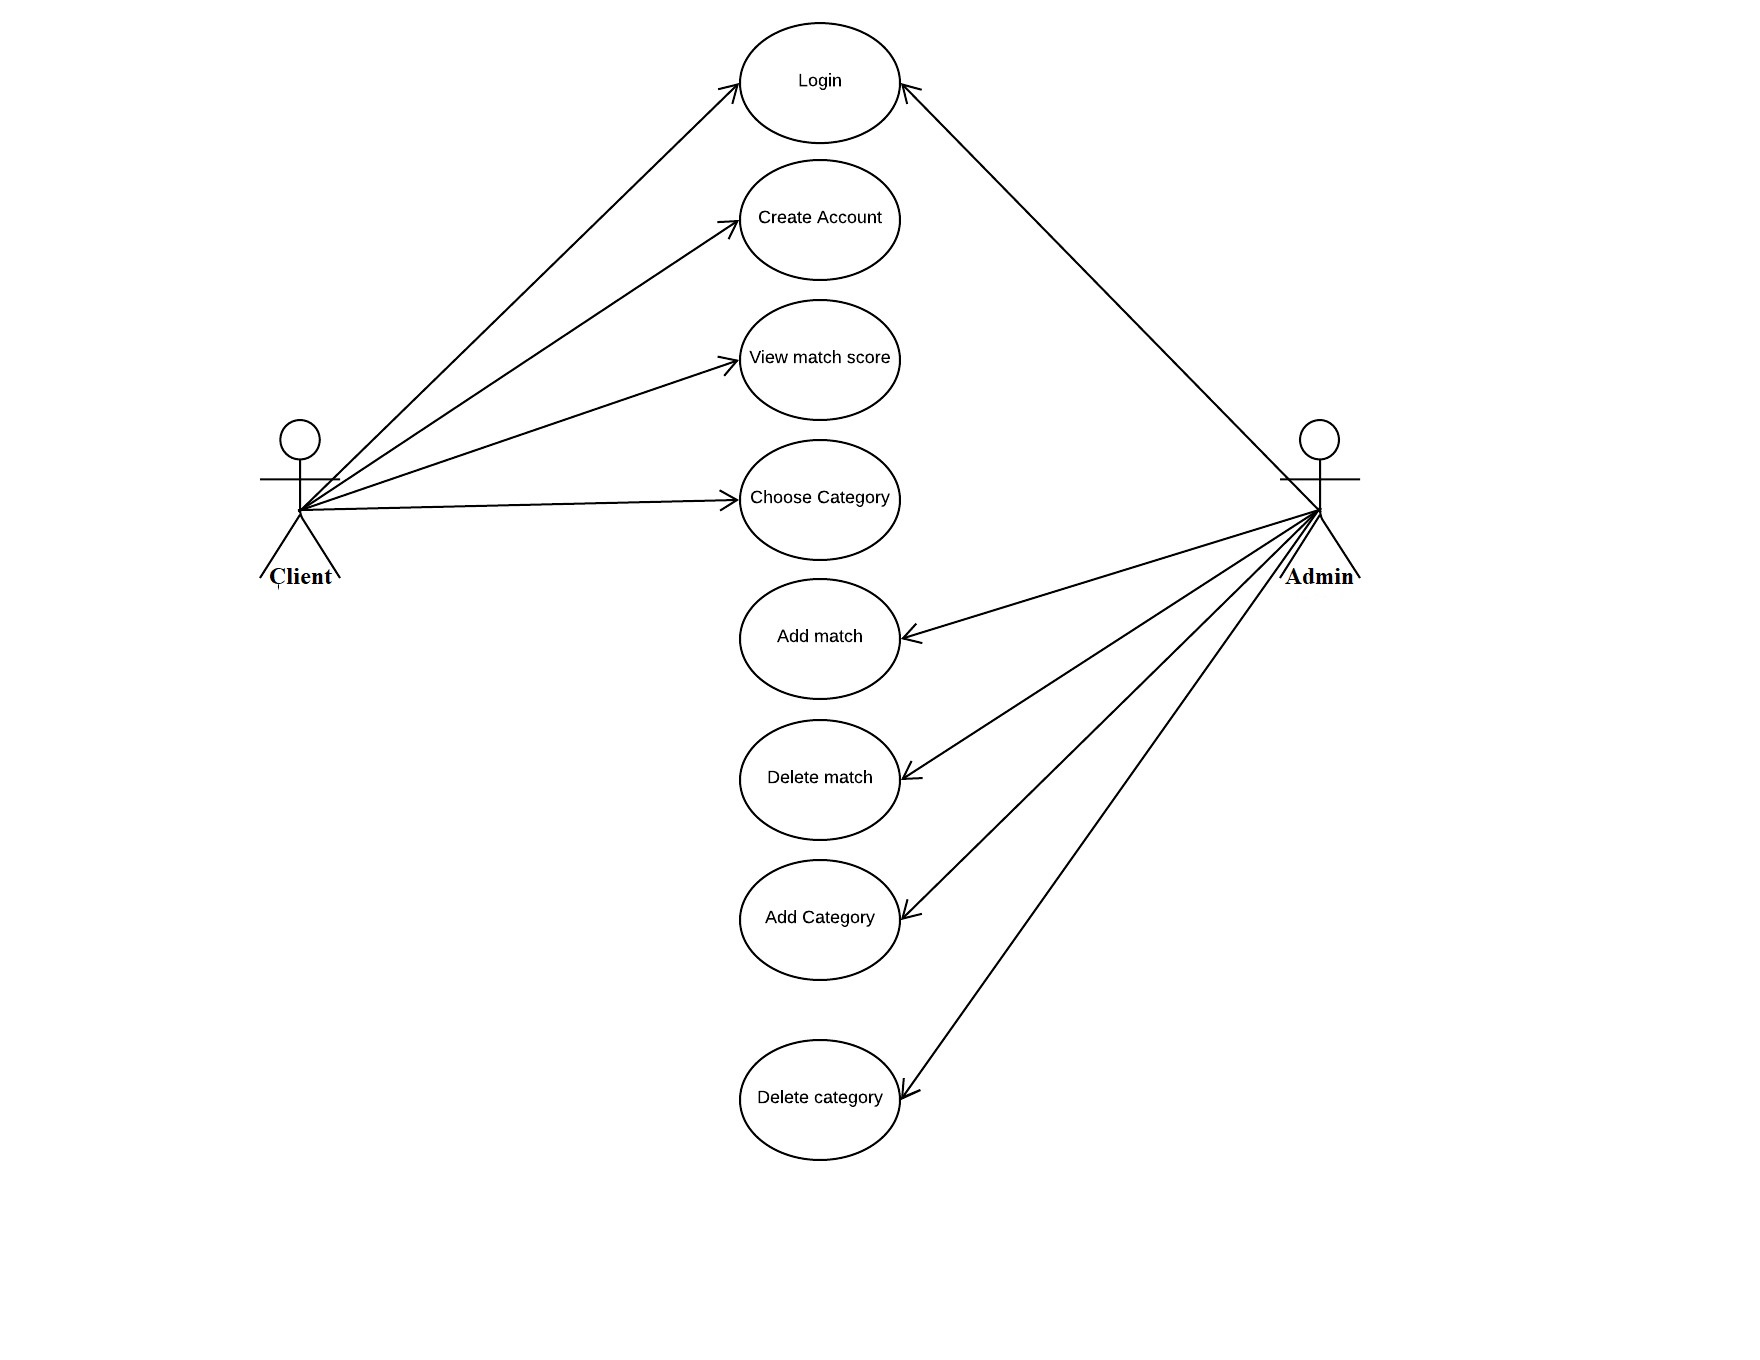 Login
Create Account
View match score
Choose Category
Client
Admin
Add match
Delete match
Add Category
Delete category